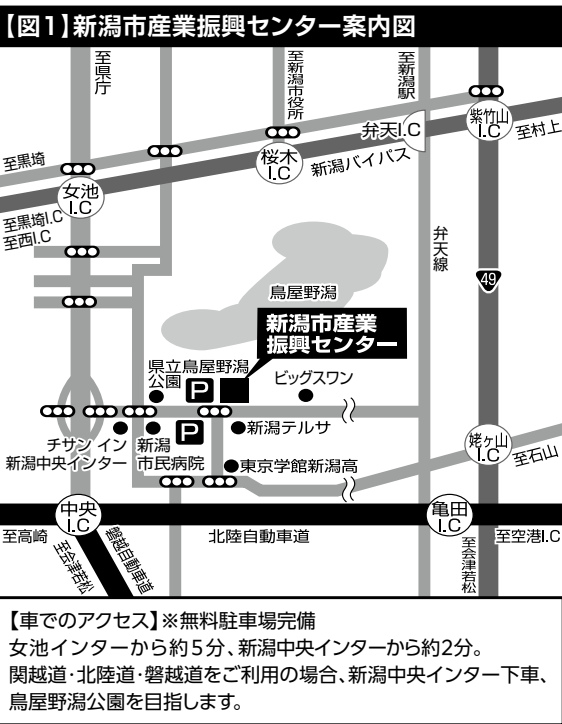 【図1】新潟市産業振興センター案内図
至県庁
至新潟市役所
至新潟駅
至黒埼
弁天I.C
紫竹山
I.C
至村上
桜木
I.C
新潟バイパス
女池
I.C
至黒埼I.C
至西I.C
弁天線
49
鳥屋野潟
新潟市産業
振興センター
県立鳥屋野潟
公園
P
ビッグスワン
チサン イン
新潟中央インター
新潟
市民病院
P
新潟テルサ
東京学館新潟高
姥ヶ山
I.C
至石山
中央
I.C
亀田
I.C
至高崎
北陸自動車道
至空港I.C
至会津若松
磐越自動車道
至会津若松
【車でのアクセス】※無料駐車場完備
女池インターから約5分、新潟中央インターから約2分。
関越道・北陸道・磐越道をご利用の場合、新潟中央インター下車、
鳥屋野潟公園を目指します。